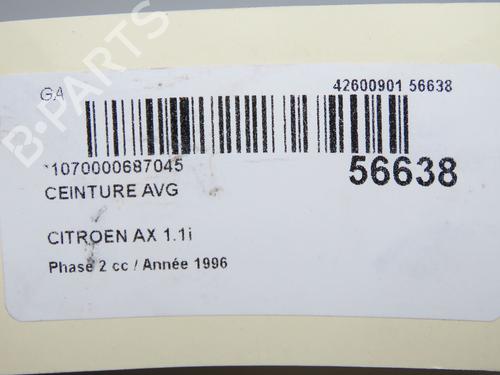 GA
42600901 56638
B-PARTS
*1070000687045
56638
CEINTURE AVG
CITROEN AX 1.1i
Phase 2 cc / Année 1996